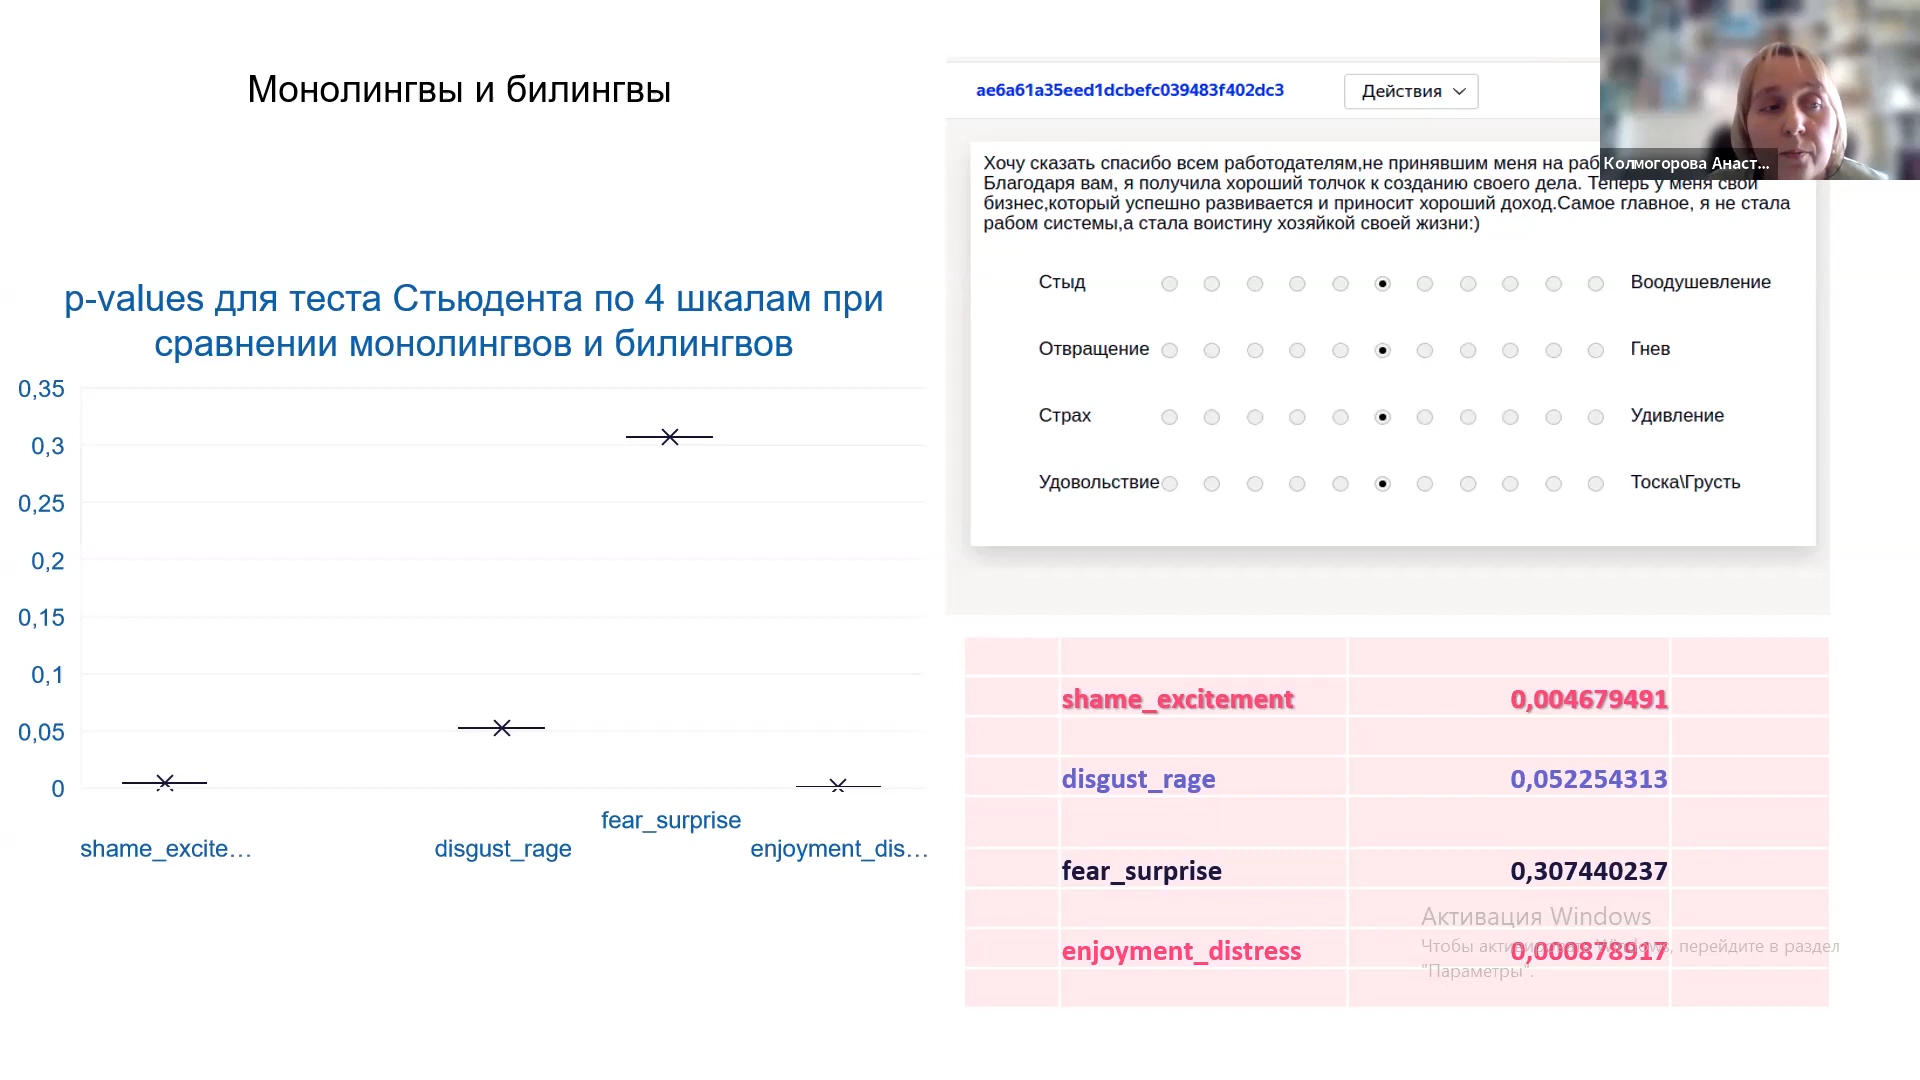 Монолингвы и билингвы
p-values для теста Стьюдента по 4 шкалам при
сравнении монолингвов и билингвов
0,35
0,3
0,25
0,2
0,15
0,1
0,05
0
shame_excite…
disgust_rage
fear_surprise
enjoyment_dis…
ae6a61a35eed1dcbefc039483f402dc3
Действия
Колмогорова Анаст...
Хочу сказать спасибо всем работодателям,не принявшим меня на
Благодаря вам, я получила хороший толчок к созданию своего дела. Теперь у меня свой
бизнес,который успешно развивается и приносит хороший доход.Самое главное, я не стала
рабом системы,а стала воистину хозяйкой своей жизни:)
Стыд Воодушевление
Отвращение Гнев
Страх Удивление
Удовольствие Тоска\Грусть
shame_excitement 0,004679491
disgust_rage 0,052254313
fear_surprise 0,307440237
enjoyment_distress 0,000878917
Активация Windows
Чтобы активировать Windows, перейдите в раздел
"Параметры".